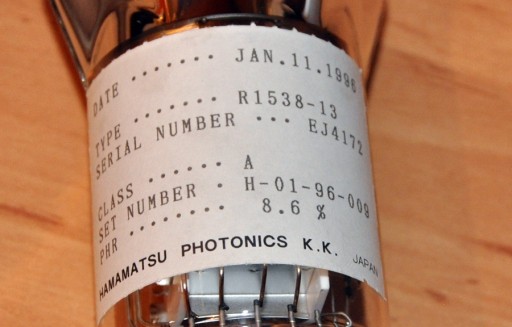 DATE ······· JAN.11.1996
TYPE ······· R1538-13
SERIAL NUMBER ··· EJ4172
CLASS ······ A
SET NUMBER · H-01-96-009
PHR ········ 8.6 %
HAMAMATSU PHOTONICS K.K. JAPAN